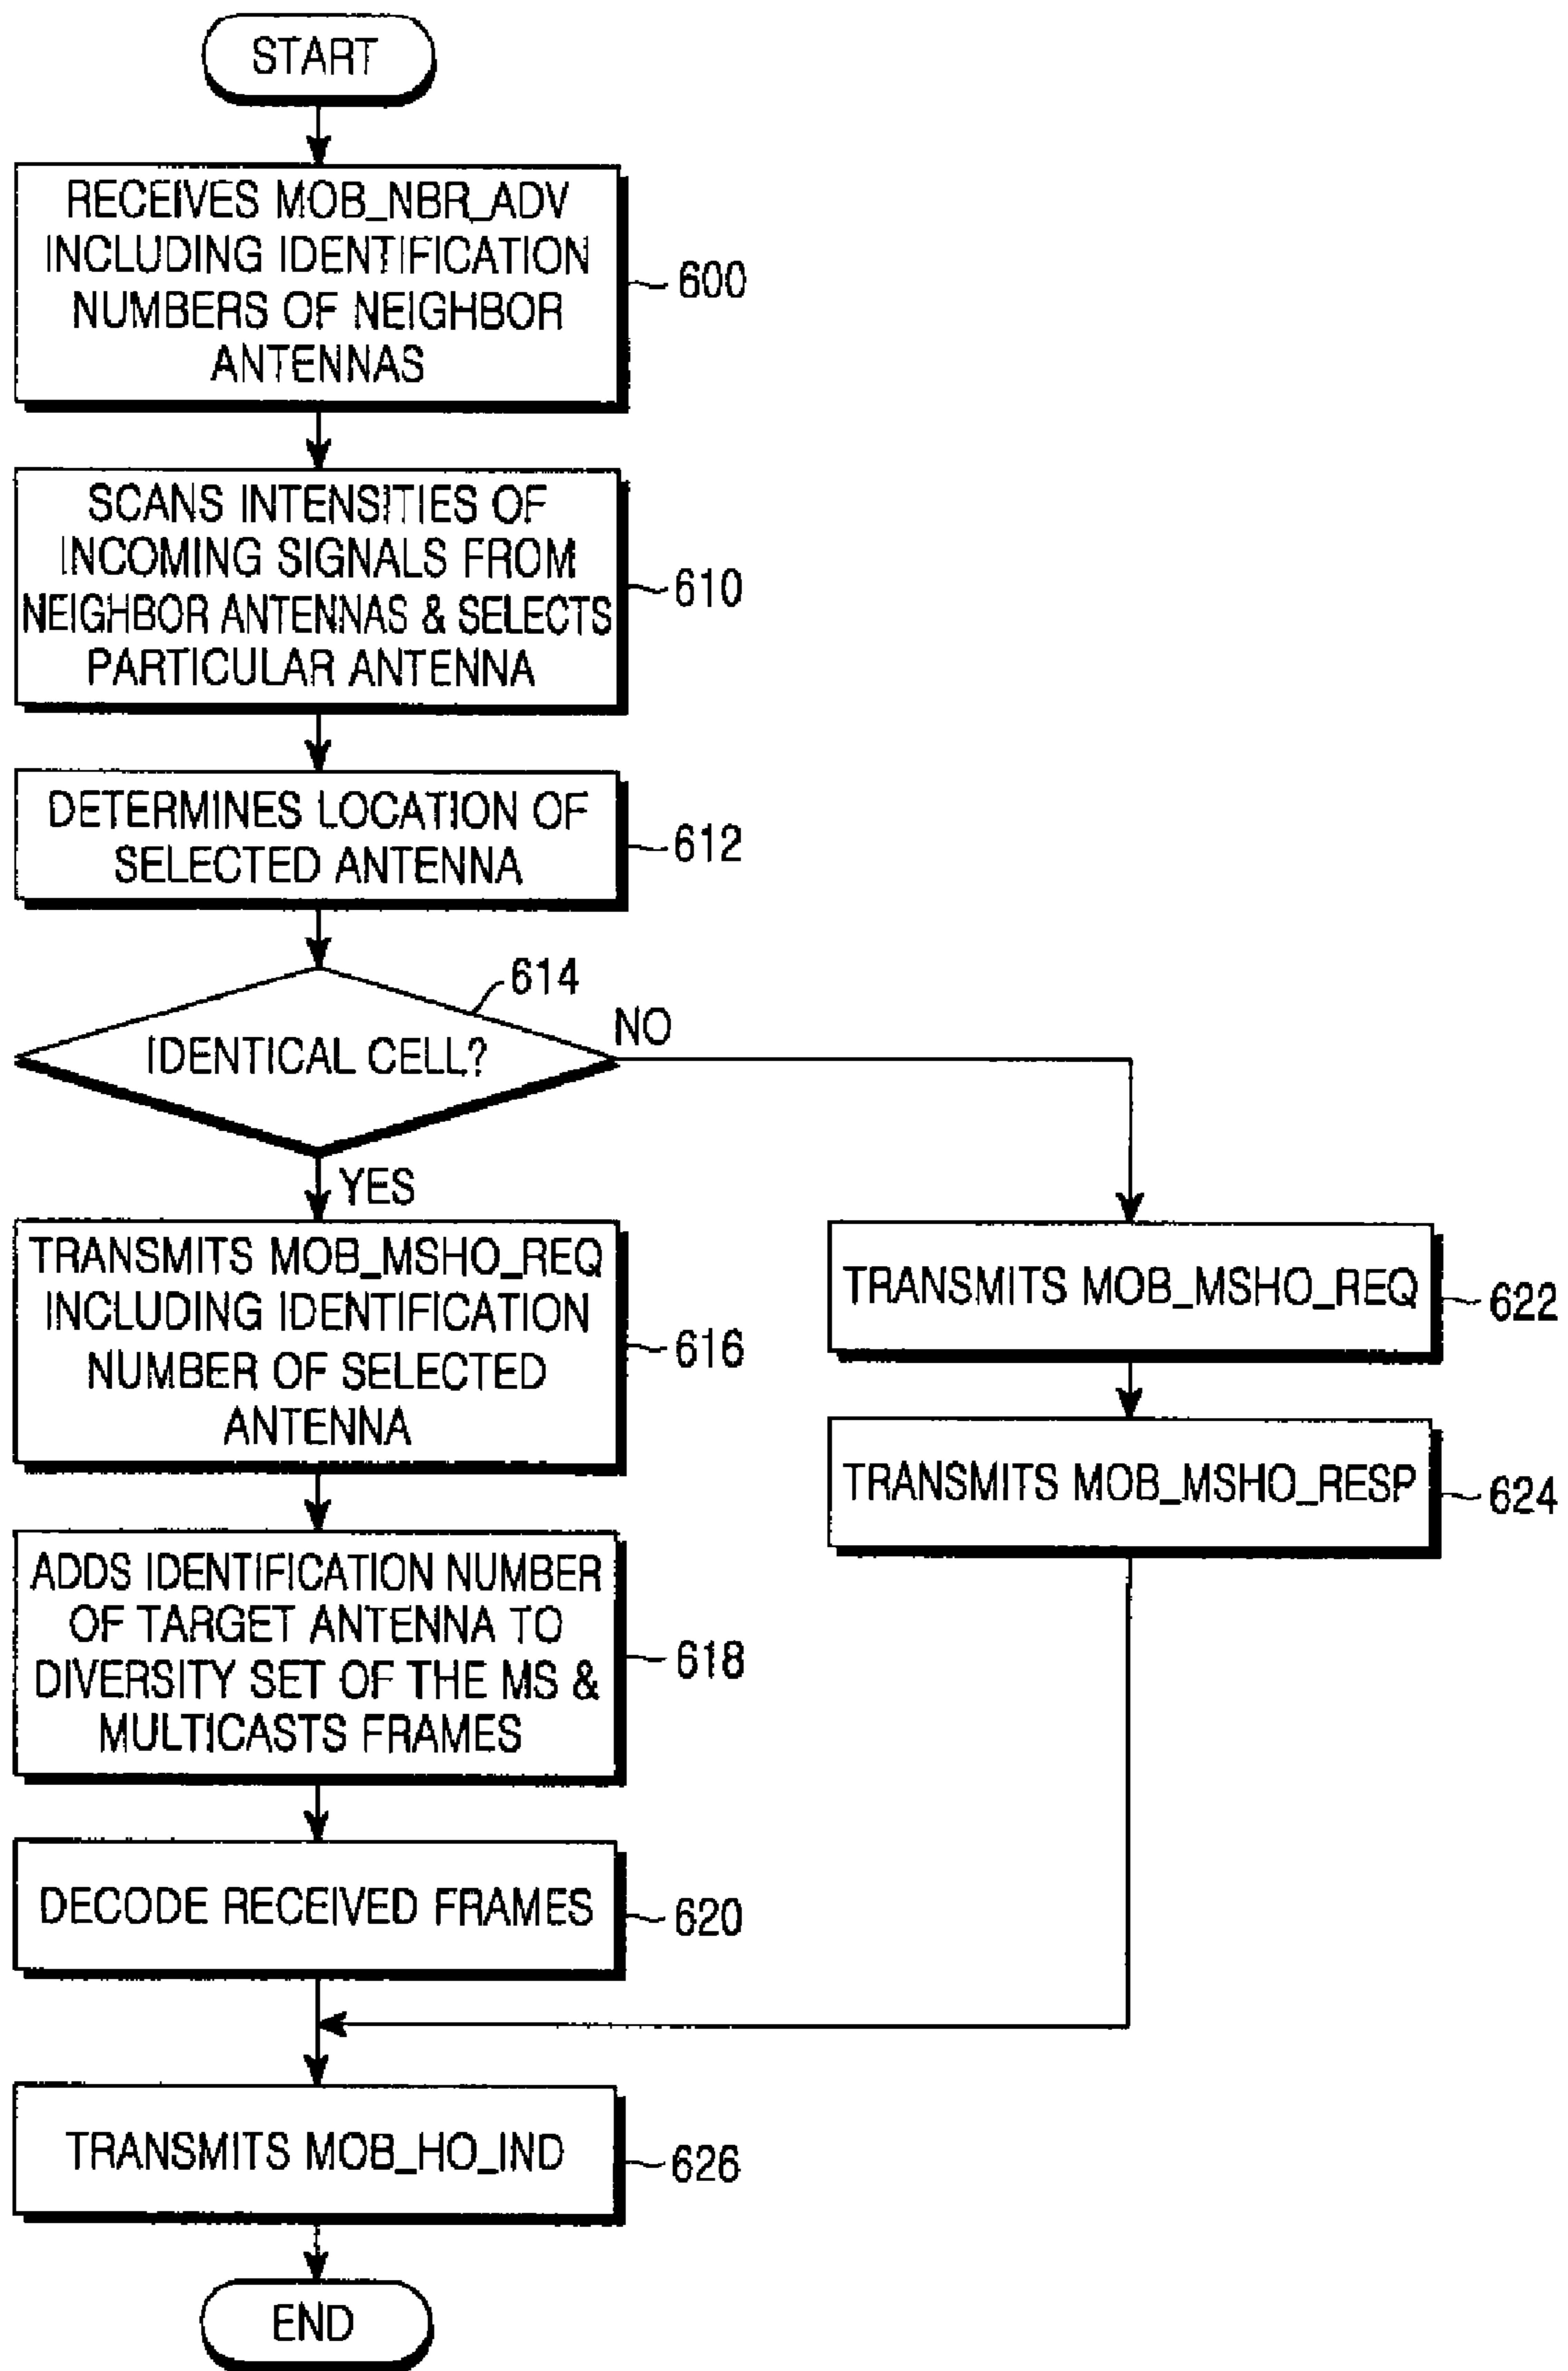 START
RECEIVES MOB_NBR_ADV
INCLUDING IDENTIFICATION
NUMBERS OF NEIGHBOR
ANTENNAS
600
SCANS INTENSITIES OF
INCOMING SIGNALS FROM
NEIGHBOR ANTENNAS & SELECTS
PARTICULAR ANTENNA
610
DETERMINES LOCATION OF
SELECTED ANTENNA
612
614
IDENTICAL CELL?
NO
YES
TRANSMITS MOB_MSHO_REQ
INCLUDING IDENTIFICATION
NUMBER OF SELECTED
ANTENNA
616
TRANSMITS MOB_MSHO_REQ
622
TRANSMITS MOB_MSHO_RESP
624
ADDS IDENTIFICATION NUMBER
OF TARGET ANTENNA TO
DIVERSITY SET OF THE MS &
MULTICASTS FRAMES
618
DECODE RECEIVED FRAMES
620
TRANSMITS MOB_HO_IND
626
END